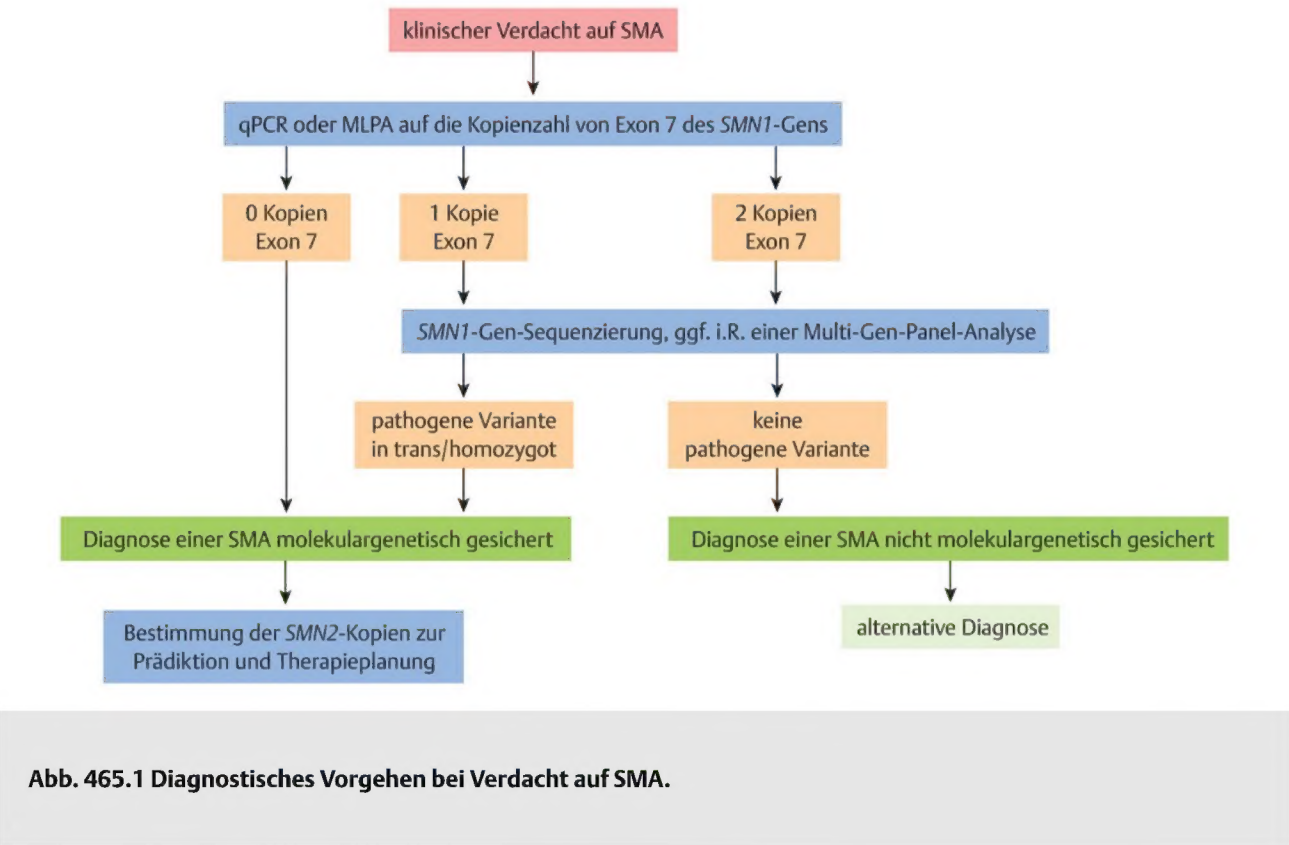 klinischer Verdacht auf SMA
qPCR oder MLPA auf die Kopienzahl von Exon 7 des SMN1-Gens
0 Kopien
Exon 7
1 Kopie
Exon 7
2 Kopien
Exon 7
SMN1-Gen-Sequenzierung, ggf. i.R. einer Multi-Gen-Panel-Analyse
pathogene Variante
in trans/homozygot
keine
pathogene Variante
Diagnose einer SMA molekulargenetisch gesichert
Diagnose einer SMA nicht molekulargenetisch gesichert
Bestimmung der SMN2-Kopien zur
Prädiktion und Therapieplanung
alternative Diagnose
Abb. 465.1 Diagnostisches Vorgehen bei Verdacht auf SMA.